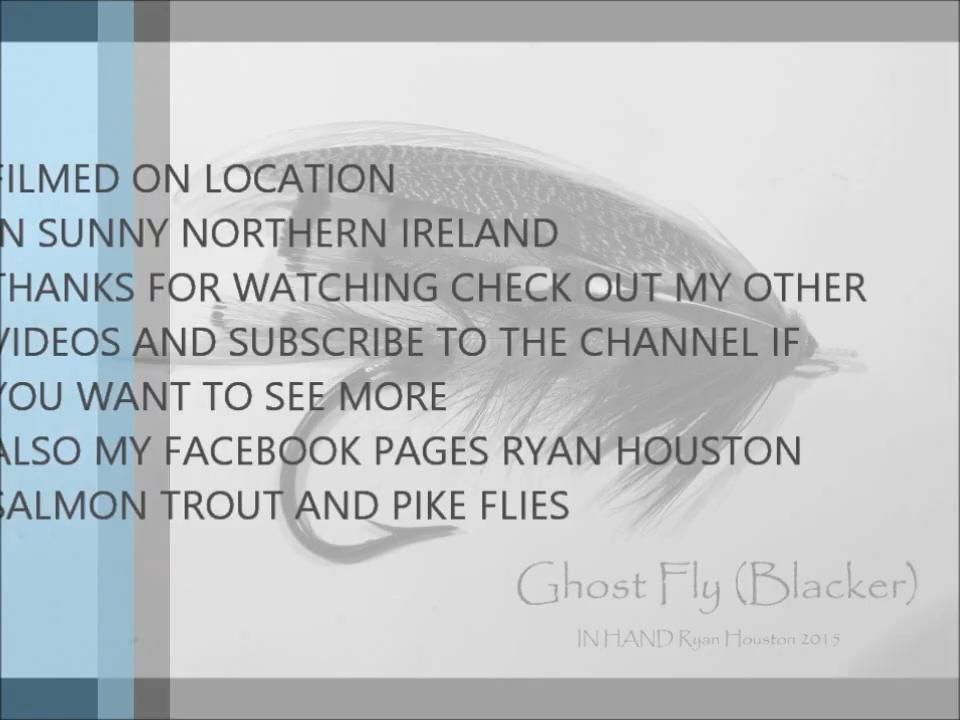 FILMED ON LOCATION
IN SUNNY NORTHERN IRELAND
THANKS FOR WATCHING CHECK OUT MY OTHER
VIDEOS AND SUBSCRIBE TO THE CHANNEL IF
YOU WANT TO SEE MORE
ALSO MY FACEBOOK PAGES RYAN HOUSTON
SALMON TROUT AND PIKE FLIES
Ghost Fly (Blacker)
IN HAND Ryan Houston 2015